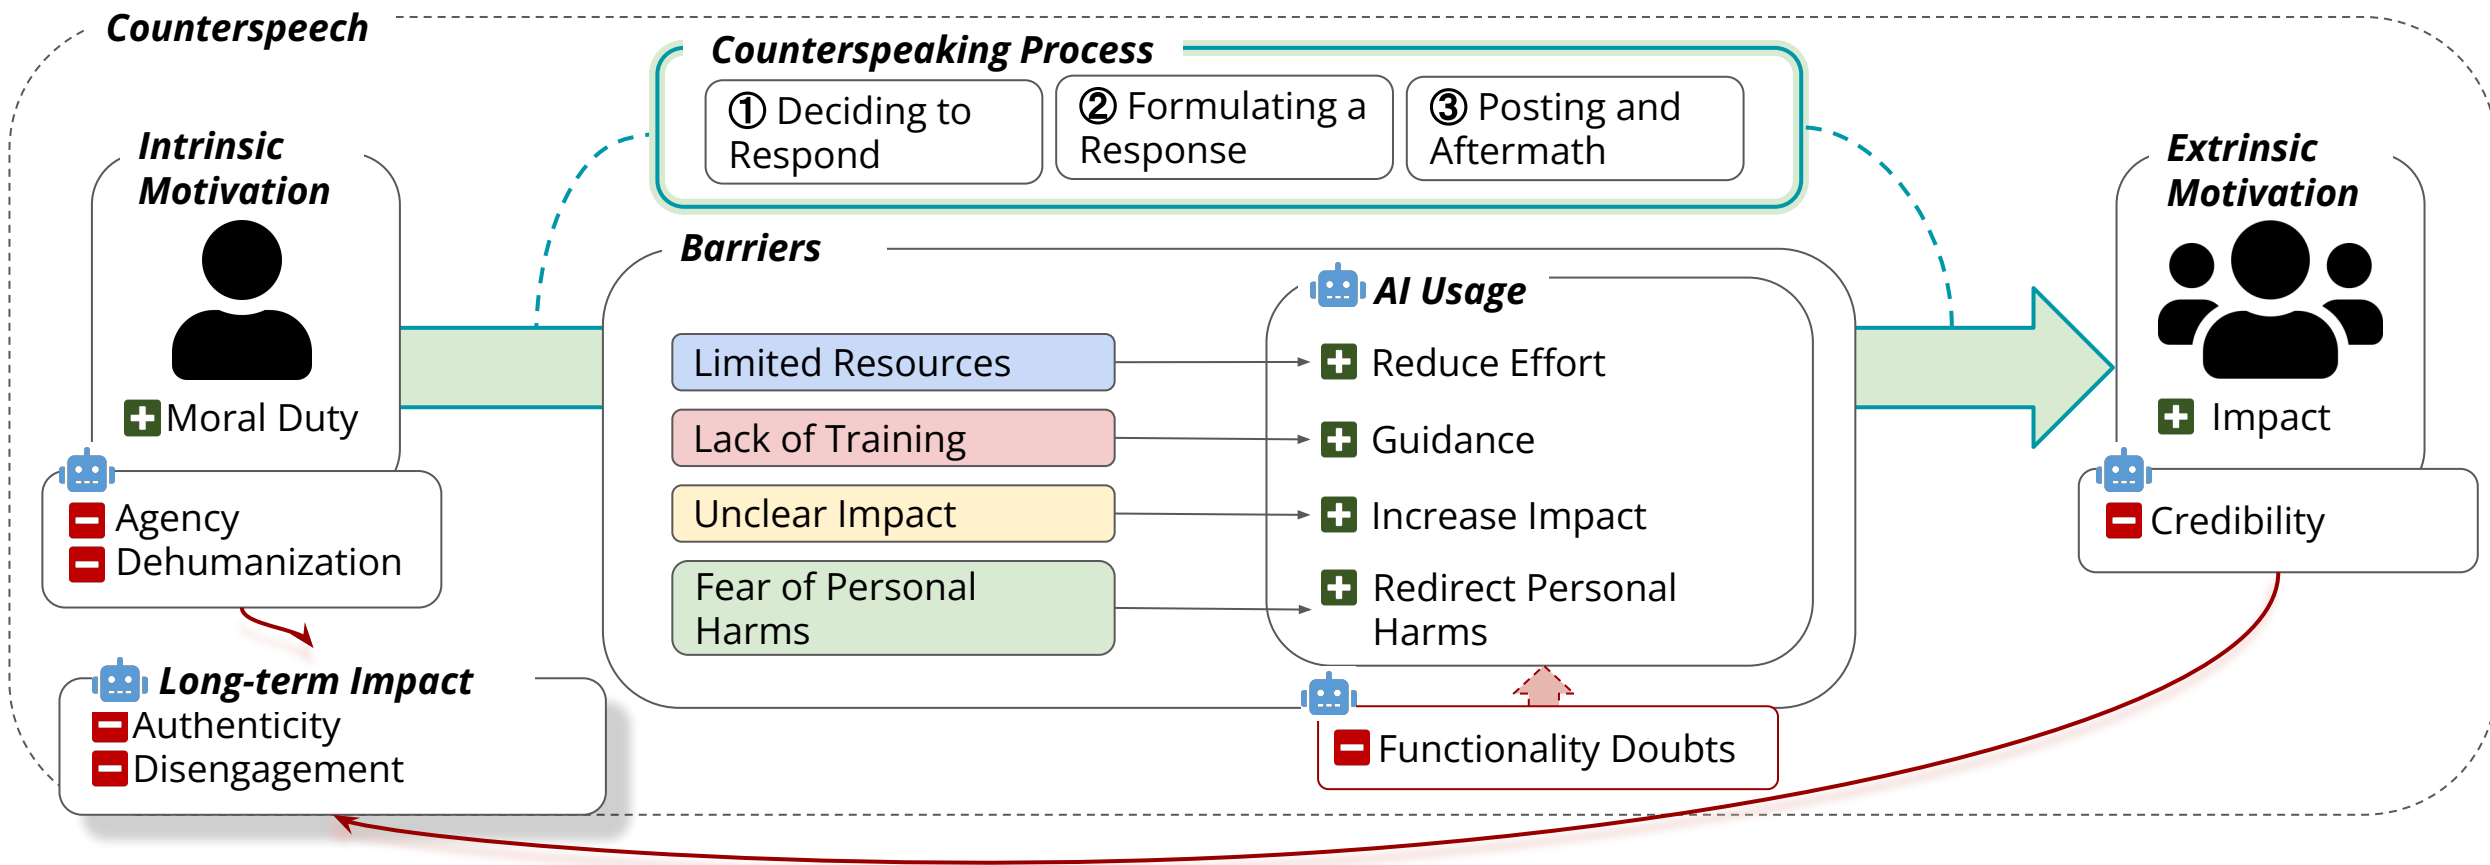 Counterspeech
Counterspeaking Process
① Deciding to
Respond
② Formulating a
Response
③ Posting and
Aftermath
Intrinsic
Motivation
Moral Duty
Agency
Dehumanization
Barriers
Limited Resources
Lack of Training
Unclear Impact
Fear of Personal
Harms
AI Usage
Reduce Effort
Guidance
Increase Impact
Redirect Personal
Harms
Functionality Doubts
Extrinsic
Motivation
Impact
Credibility
Long-term Impact
Authenticity
Disengagement